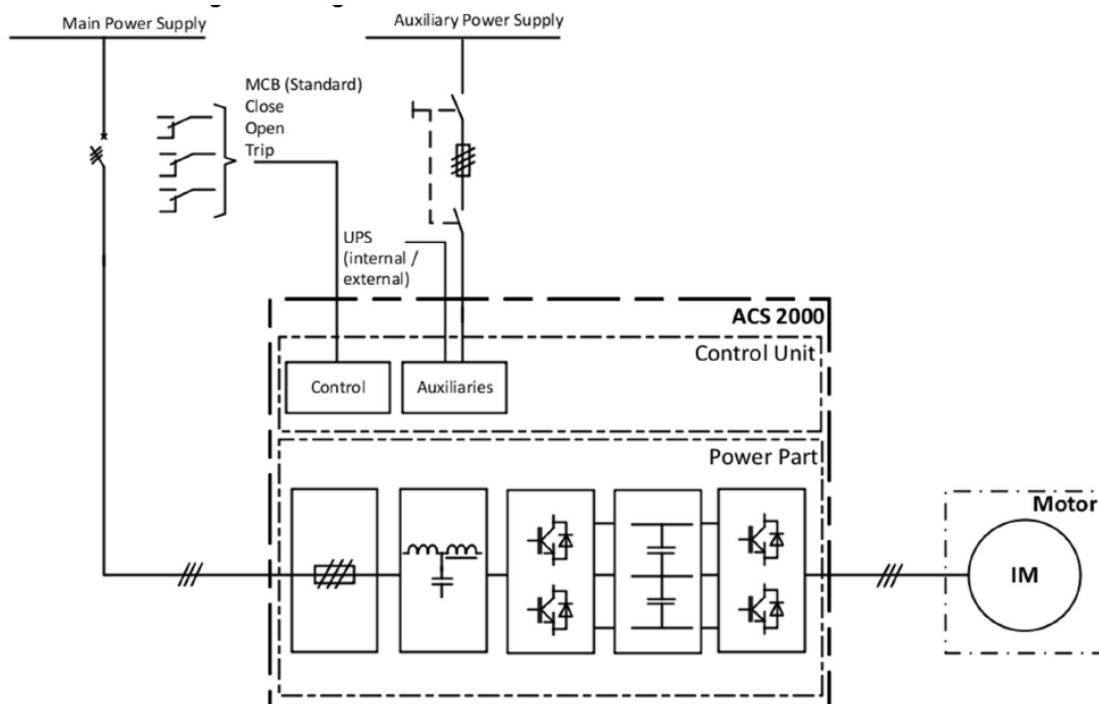 Main Power Supply
Auxiliary Power Supply
MCB (Standard)
Close
Open
Trip
UPS
(internal /
external)
ACS 2000
Control Unit
Control
Auxiliaries
Power Part
Motor
IM